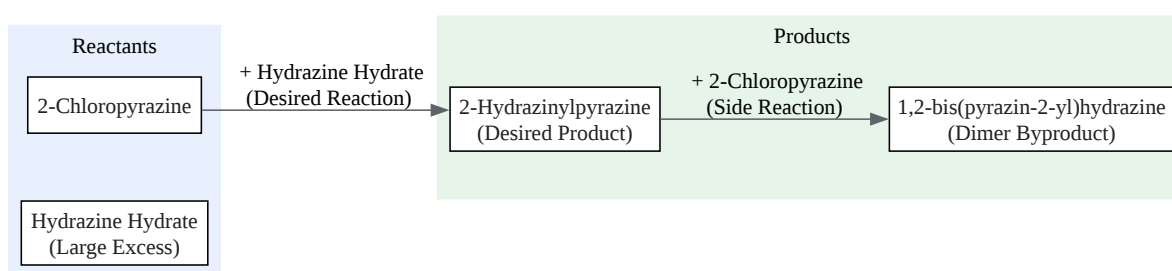 Reactants
2-Chloropyrazine
Hydrazine Hydrate
(Large Excess)
+ Hydrazine Hydrate
(Desired Reaction)
Products
2-Hydrazinylpyrazine
(Desired Product)
+ 2-Chloropyrazine
(Side Reaction)
1,2-bis(pyrazin-2-yl)hydrazine
(Dimer Byproduct)